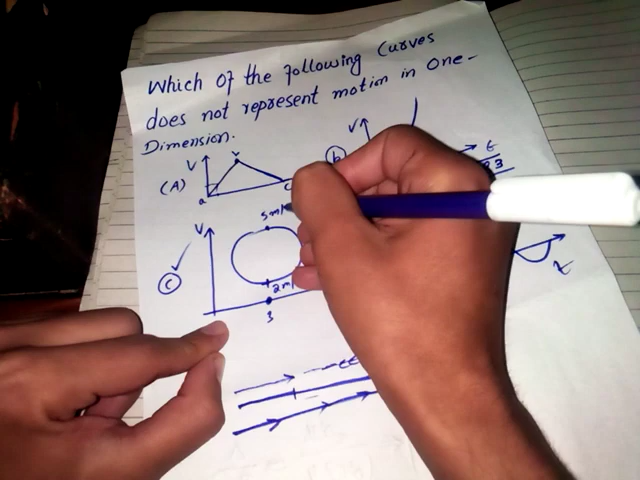 Which Of the following Curves
does not represent motion in One-
Dimension.
(A) V a c
(b V t
(c) V 5m/
2m/
3
t